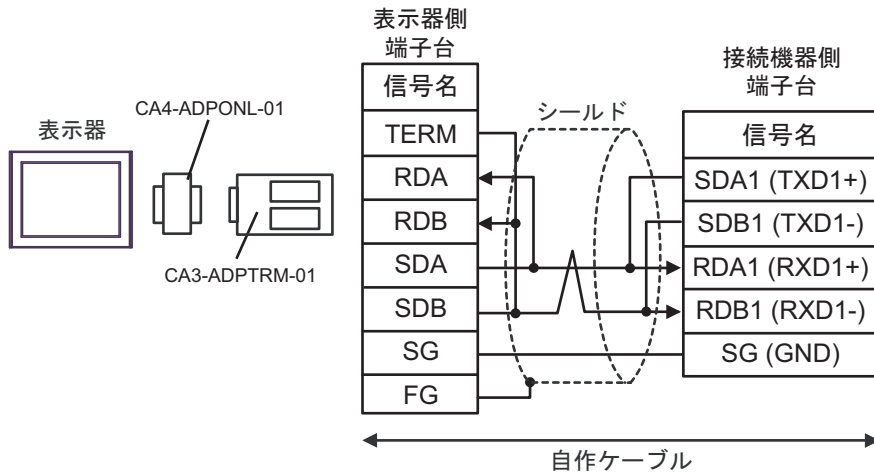 表示器
CA4-ADPONL-01
CA3-ADPTRM-01
表示器側
端子台
信号名
TERM
RDA
RDB
SDA
SDB
SG
FG
シールド
接続機器側
端子台
信号名
SDA1 (TXD1+)
SDB1 (TXD1-)
RDA1 (RXD1+)
RDB1 (RXD1-)
SG (GND)
自作ケーブル